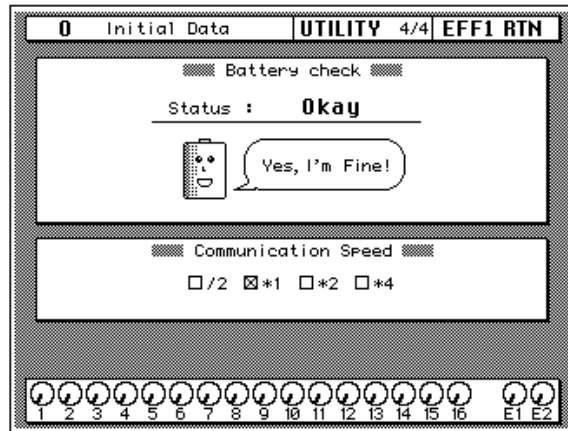 0 Initial Data UTILITY 4/4 EFF1 RTN
Battery check
Status : Okay
Yes, I'm Fine!
Communication Speed
/2 *1 *2 *4
1 2 3 4 5 6 7 8 9 10 11 12 13 14 15 16 E1 E2